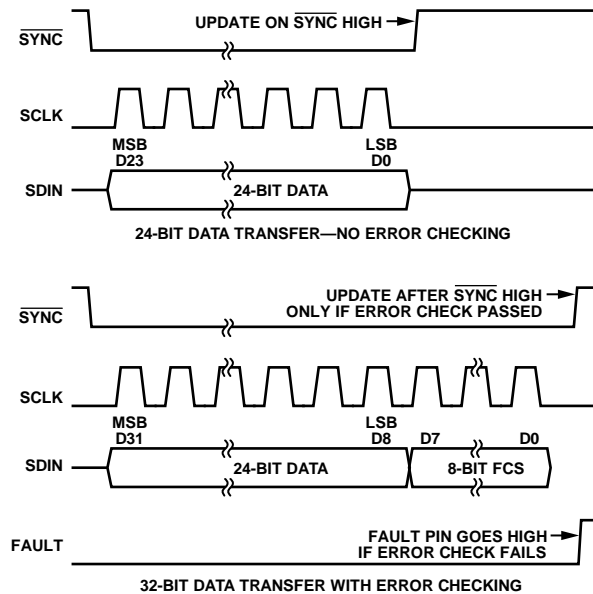 UPDATE ON SYNC HIGH
SYNC
SCLK
MSB
D23
LSB
D0
SDIN
24-BIT DATA
24-BIT DATA TRANSFER—NO ERROR CHECKING
UPDATE AFTER SYNC HIGH
ONLY IF ERROR CHECK PASSED
SYNC
SCLK
MSB
D31
LSB
D8
D7
D0
SDIN
24-BIT DATA
8-BIT FCS
FAULT
FAULT PIN GOES HIGH
IF ERROR CHECK FAILS
32-BIT DATA TRANSFER WITH ERROR CHECKING